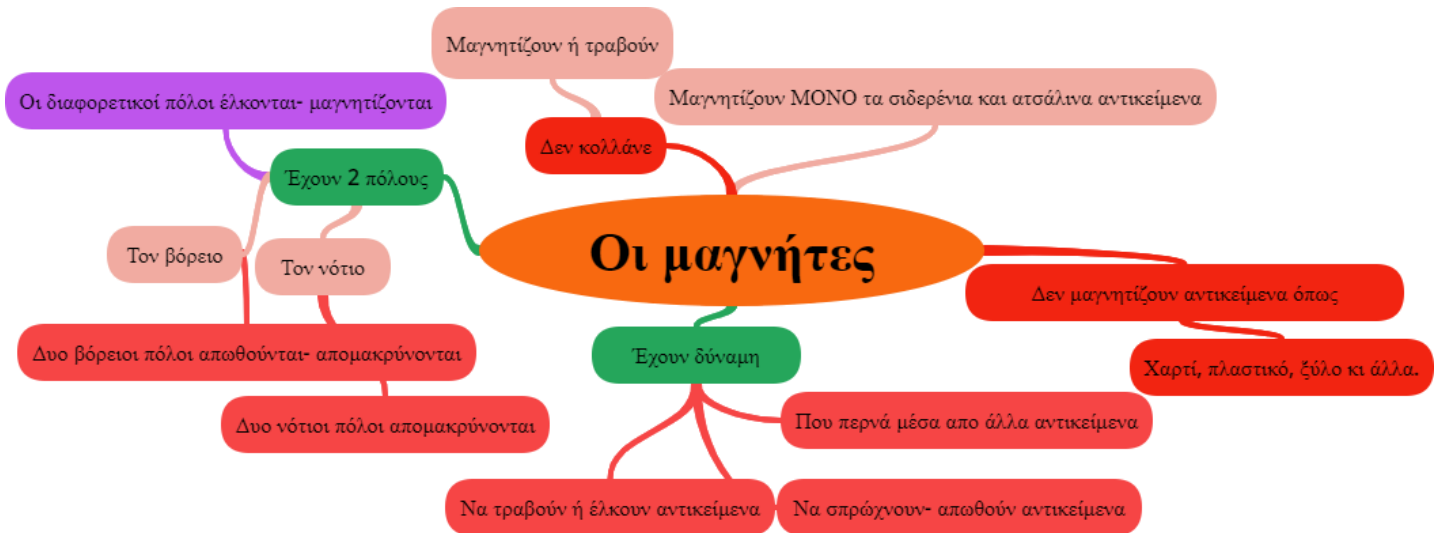 Μαγνητίζουν ή τραβούν
Οι διαφορετικοί πόλοι έλκονται- μαγνητίζονται
Μαγνητίζουν ΜΟΝΟ τα σιδερένια και ατσάλινα αντικείμενα
Δεν κολλάνε
Έχουν 2 πόλους
Τον βόρειο
Τον νότιο
Οι μαγνήτες
Δεν μαγνητίζουν αντικείμενα όπως
Δυο βόρειοι πόλοι απωθούνται- απομακρύνονται
Έχουν δύναμη
Χαρτί, πλαστικό, ξύλο κι άλλα.
Δυο νότιοι πόλοι απομακρύνονται
Που περνά μέσα απο άλλα αντικείμενα
Να τραβούν ή έλκουν αντικείμενα
Να σπρώχνουν- απωθούν αντικείμενα